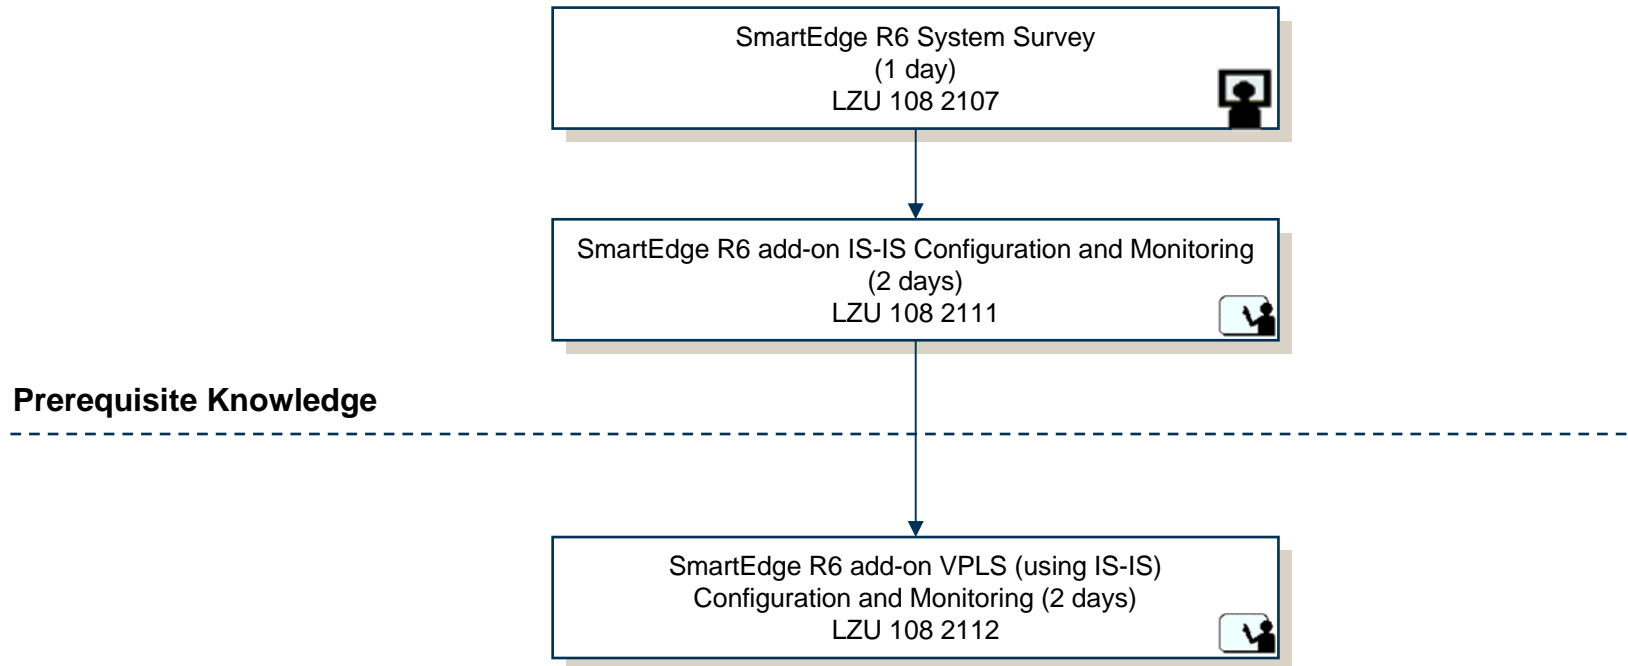 SmartEdge R6 System Survey
(1 day)
LZU 108 2107
SmartEdge R6 add-on IS-IS Configuration and Monitoring
(2 days)
LZU 108 2111
Prerequisite Knowledge
SmartEdge R6 add-on VPLS (using IS-IS)
Configuration and Monitoring (2 days)
LZU 108 2112